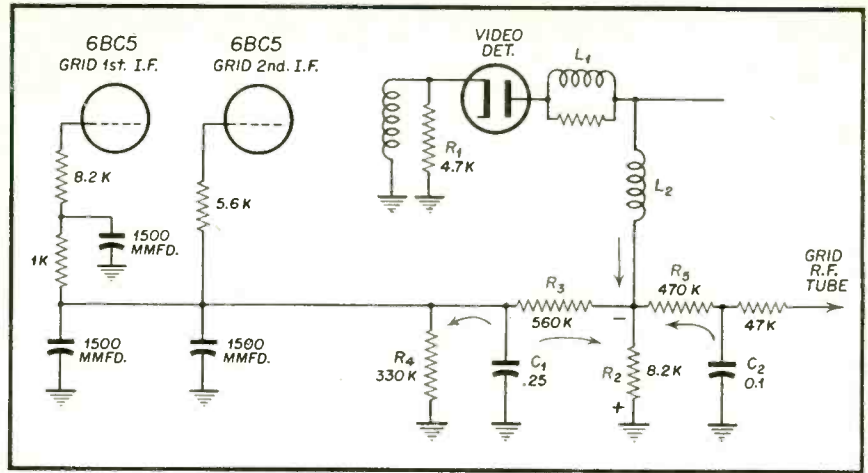 6BC5
GRID 1st. I.F.
6BC5
GRID 2nd. I.F.
VIDEO
DET.
L1
8.2 K
R1
4.7K
5.6K
L2
1500
MMFD.
1K
GRID
R.F.
TUBE
R3
560K
R5
470 K
47K
−
1500
MMFD.
1500
MMFD.
R4
330K
C1
.25
R2
8.2K
+
C2
0.1